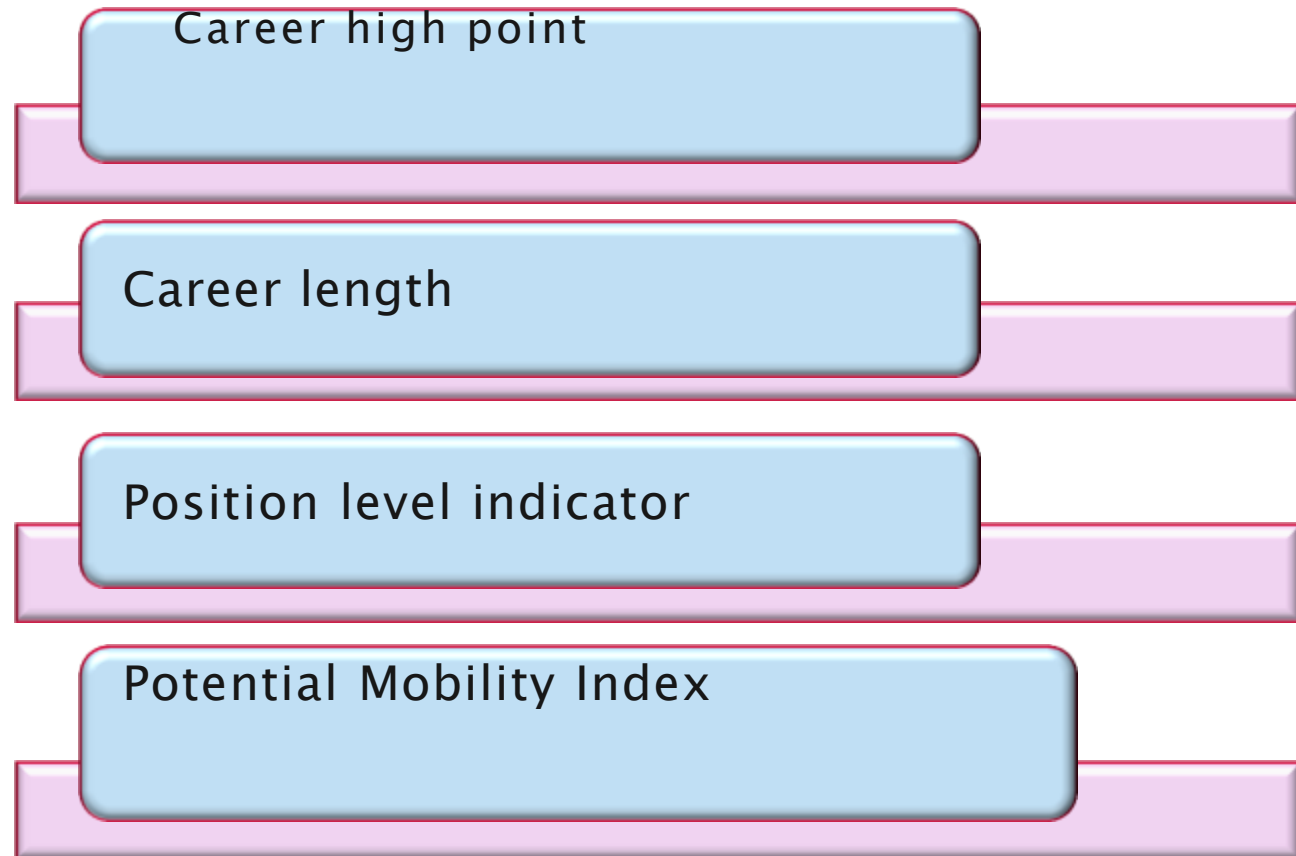 Career high point
Career length
Position level indicator
Potential Mobility Index